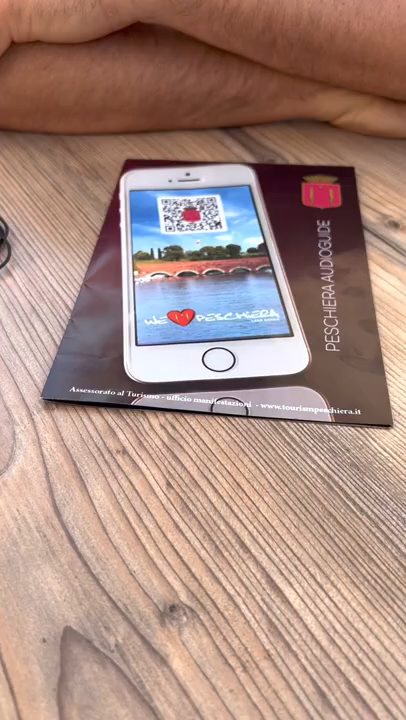 PESCHIERA AUDIOGUIDE
WE PESCHIERA
Assessorato al Turismo - ufficio manifestazioni - www.tourismpeschiera.it